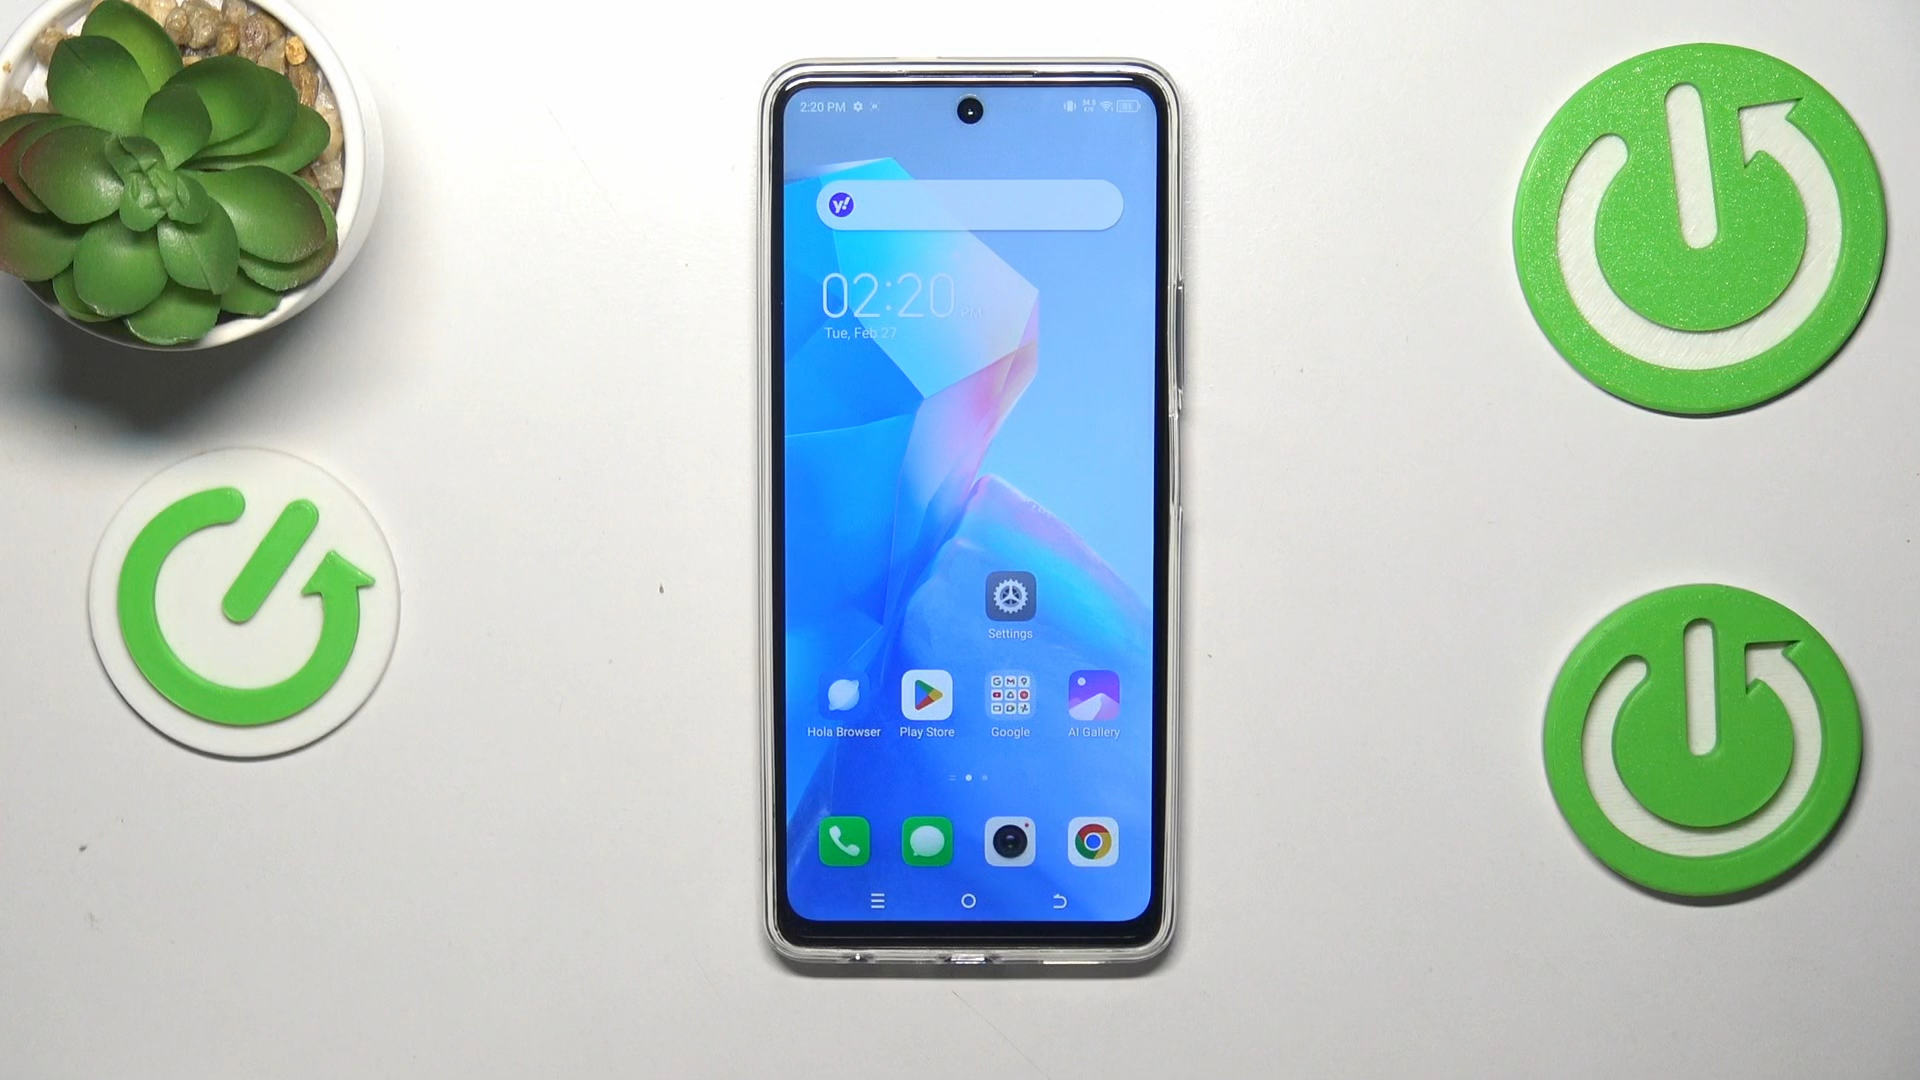 2:20 PM
y!
02:20 PM
Tue, Feb 27
Settings
Hola Browser
Play Store
Google
AI Gallery